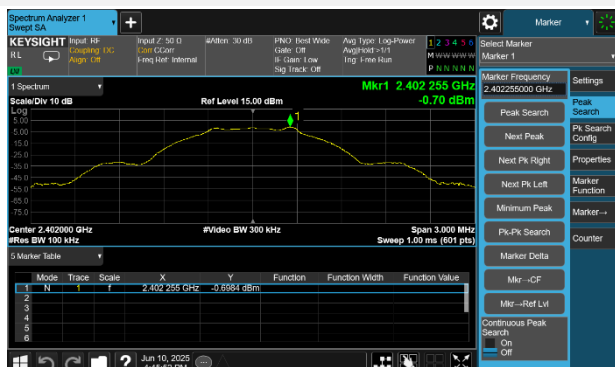 Spectrum Analyzer 1
Swept SA
+
Marker
KEYSIGHT Input: RF Input Z: 50 Ω #Atten: 30 dB PNO: Best Wide Avg Type: Log-Power 1 2 3 4 5 6
RL Coupling: DC Corr CCorr Gate: Off Avg|Hold:>1/1 M W W W W W
Align: Off Freq Ref: Internal IF Gain: Low Trig: Free Run
Sig Track: Off P N N N N N
Select Marker
Marker 1
1 Spectrum
Mkr1 2.402 255 GHz
Scale/Div 10 dB Ref Level 15.00 dBm -0.70 dBm
Log
5.00
-5.00
-15.0
-25.0
-35.0
-45.0
-55.0
-65.0
-75.0
1
Center 2.402000 GHz #Video BW 300 kHz Span 3.000 MHz
#Res BW 100 kHz Sweep 1.00 ms (601 pts)
5 Marker Table
Mode Trace Scale X Y Function Function Width Function Value
1 N 1 f 2.402 255 GHz -0.6984 dBm
2
3
4
5
6
Jun 10, 2025
Marker Frequency
2.402255000 GHz
Peak Search
Next Peak
Next Pk Right
Next Pk Left
Minimum Peak
Pk-Pk Search
Marker Delta
Mkr→CF
Mkr→Ref Lvl
Continuous Peak
Search
On
Off
Settings
Peak
Search
Pk Search
Config
Properties
Marker
Function
Marker→
Counter